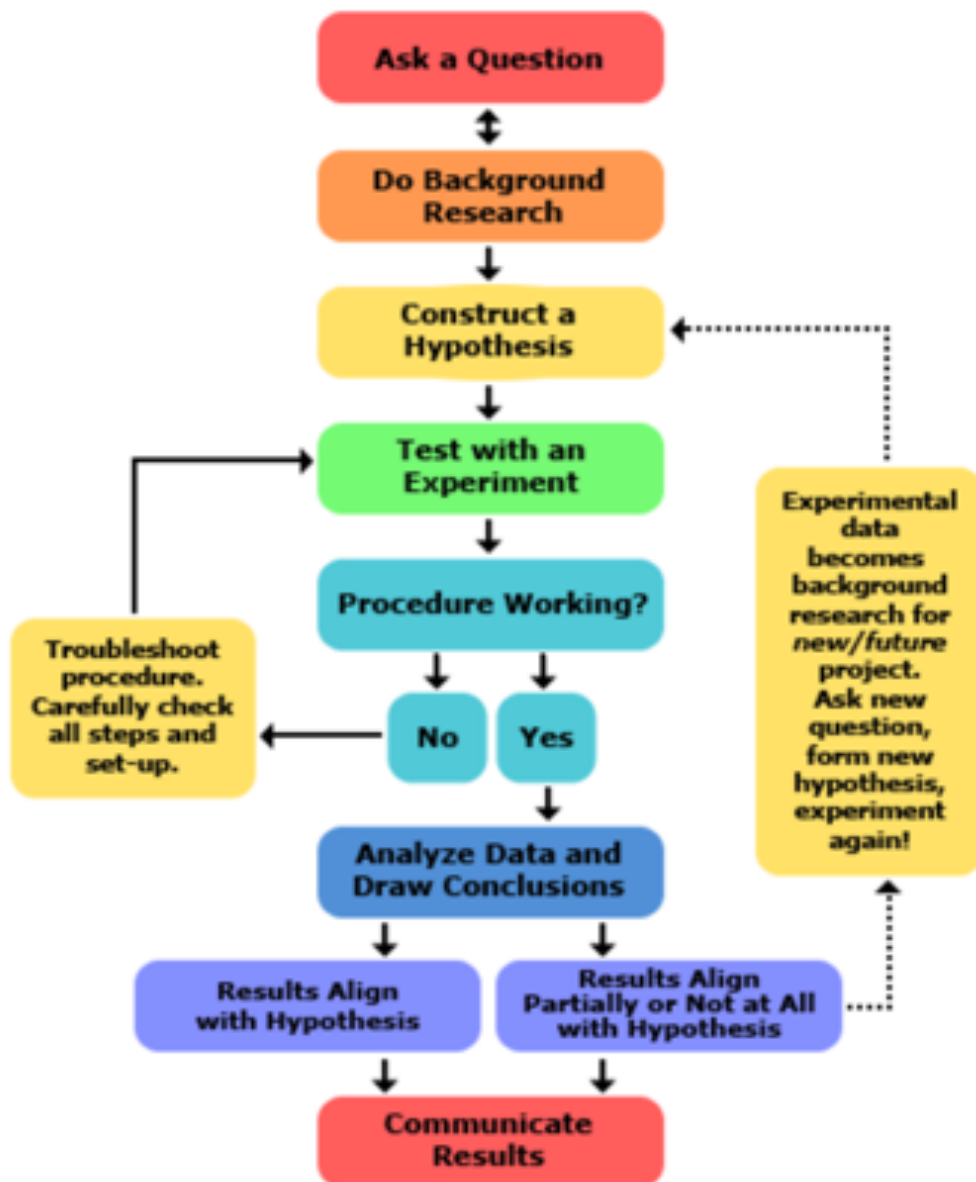 Ask a Question
Do Background
Research
Construct a
Hypothesis
Test with an
Experiment
Procedure Working?
No
Yes
Troubleshoot
procedure.
Carefully check
all steps and
set-up.
Experimental
data
becomes
background
research for
new/future
project.
Ask new
question,
form new
hypothesis,
experiment
again!
Analyze Data and
Draw Conclusions
Results Align
with Hypothesis
Results Align
Partially or Not at All
with Hypothesis
Communicate
Results